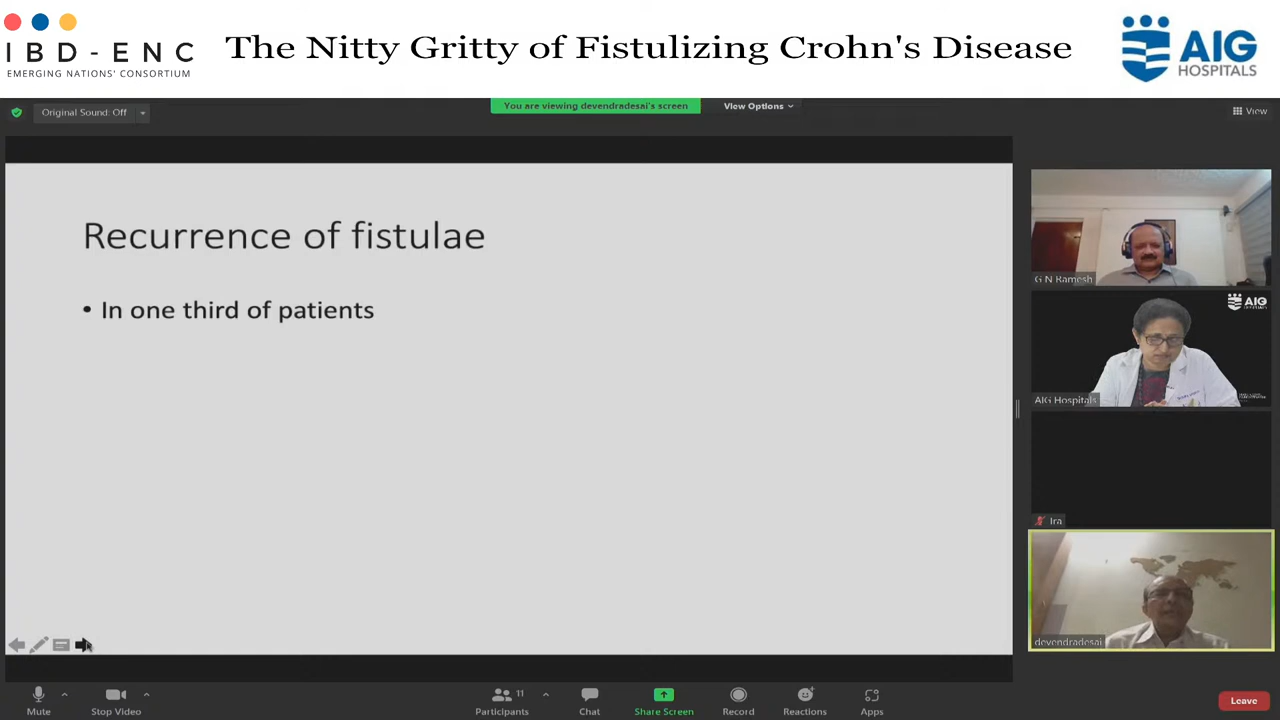 IBD-ENC
EMERGING NATIONS' CONSORTIUM
The Nitty Gritty of Fistulizing Crohn's Disease
AIG
HOSPITALS
Original Sound: Off
You are viewing devendradesai's screen
View Options
View
Recurrence of fistulae
• In one third of patients
G N Ramesh
AIG
AIG Hospitals
Ira
devendradesai
Mute
Stop Video
Participants
11
Chat
Share Screen
Record
Reactions
Apps
Leave